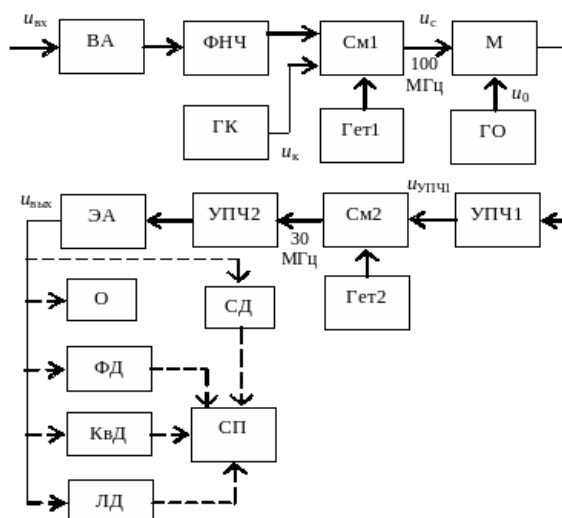 uвх
ВА
ФНЧ
См1
uс
М
100
МГц
ГК
uк
Гет1
ГО
u0
uвых
ЭА
УПЧ2
30
МГц
См2
uУПЧ1
УПЧ1
Гет2
О
СД
ФД
КвД
СП
ЛД